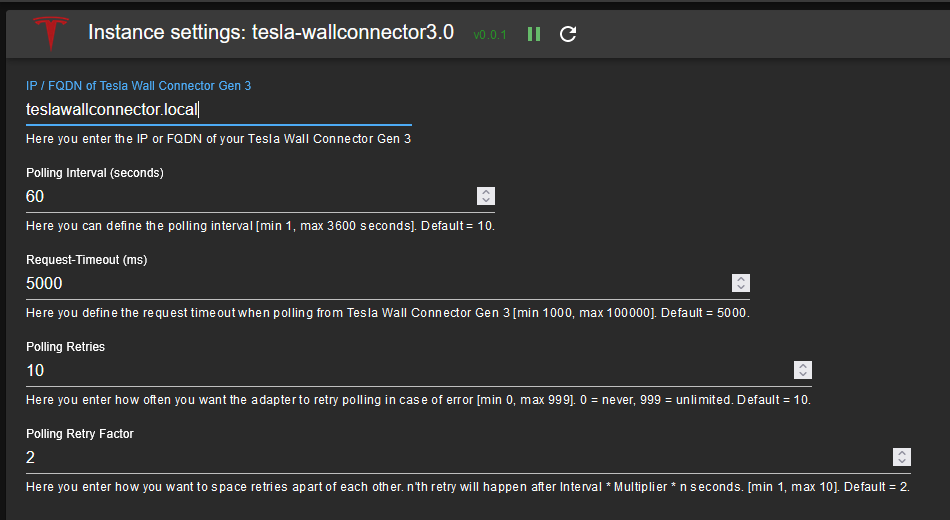 Instance settings: tesla-wallconnector3.0 v0.0.1
IP / FQDN of Tesla Wall Connector Gen 3
teslawallconnector.local
Here you enter the IP or FQDN of your Tesla Wall Connector Gen 3
Polling Interval (seconds)
60
Here you can define the polling interval [min 1, max 3600 seconds]. Default = 10.
Request-Timeout (ms)
5000
Here you define the request timeout when polling from Tesla Wall Connector Gen 3 [min 1000, max 100000]. Default = 5000.
Polling Retries
10
Here you enter how often you want the adapter to retry polling in case of error [min 0, max 999]. 0 = never, 999 = unlimited. Default = 10.
Polling Retry Factor
2
Here you enter how you want to space retries apart of each other. n'th retry will happen after Interval * Multiplier * n seconds. [min 1, max 10]. Default = 2.